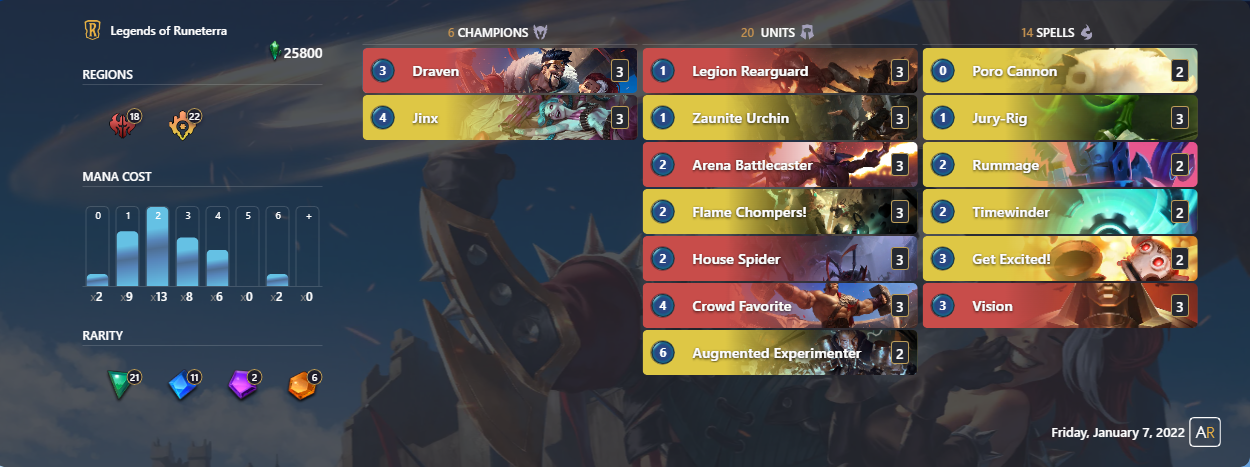 Legends of Runeterra
25800
REGIONS
18
22
MANA COST
0 1 2 3 4 5 6 +
x2 x9 x13 x8 x6 x0 x2 x0
RARITY
21
11
2
6
6 CHAMPIONS
3 Draven 3
4 Jinx 3
20 UNITS
1 Legion Rearguard 3
1 Zaunite Urchin 3
2 Arena Battlecaster 3
2 Flame Chompers! 3
2 House Spider 3
4 Crowd Favorite 3
6 Augmented Experimenter 2
14 SPELLS
0 Poro Cannon 2
1 Jury-Rig 3
2 Rummage 2
2 Timewinder 2
3 Get Excited! 2
3 Vision 3
Friday, January 7, 2022 AR